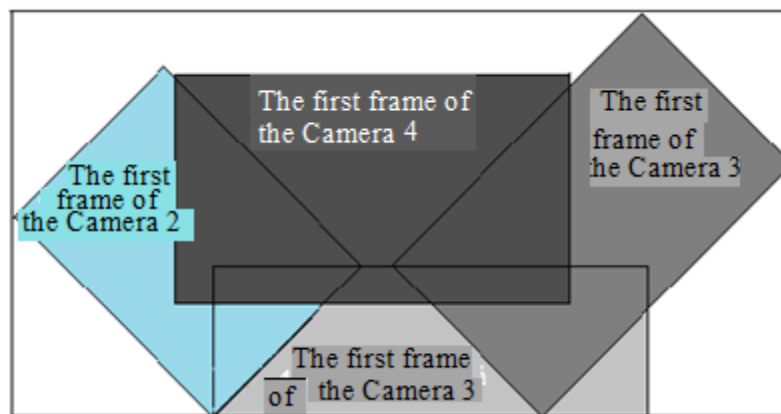 The first frame of
the Camera 4
The first
frame of
the Camera 3
The first
frame of
the Camera 2
The first frame
of the Camera 3